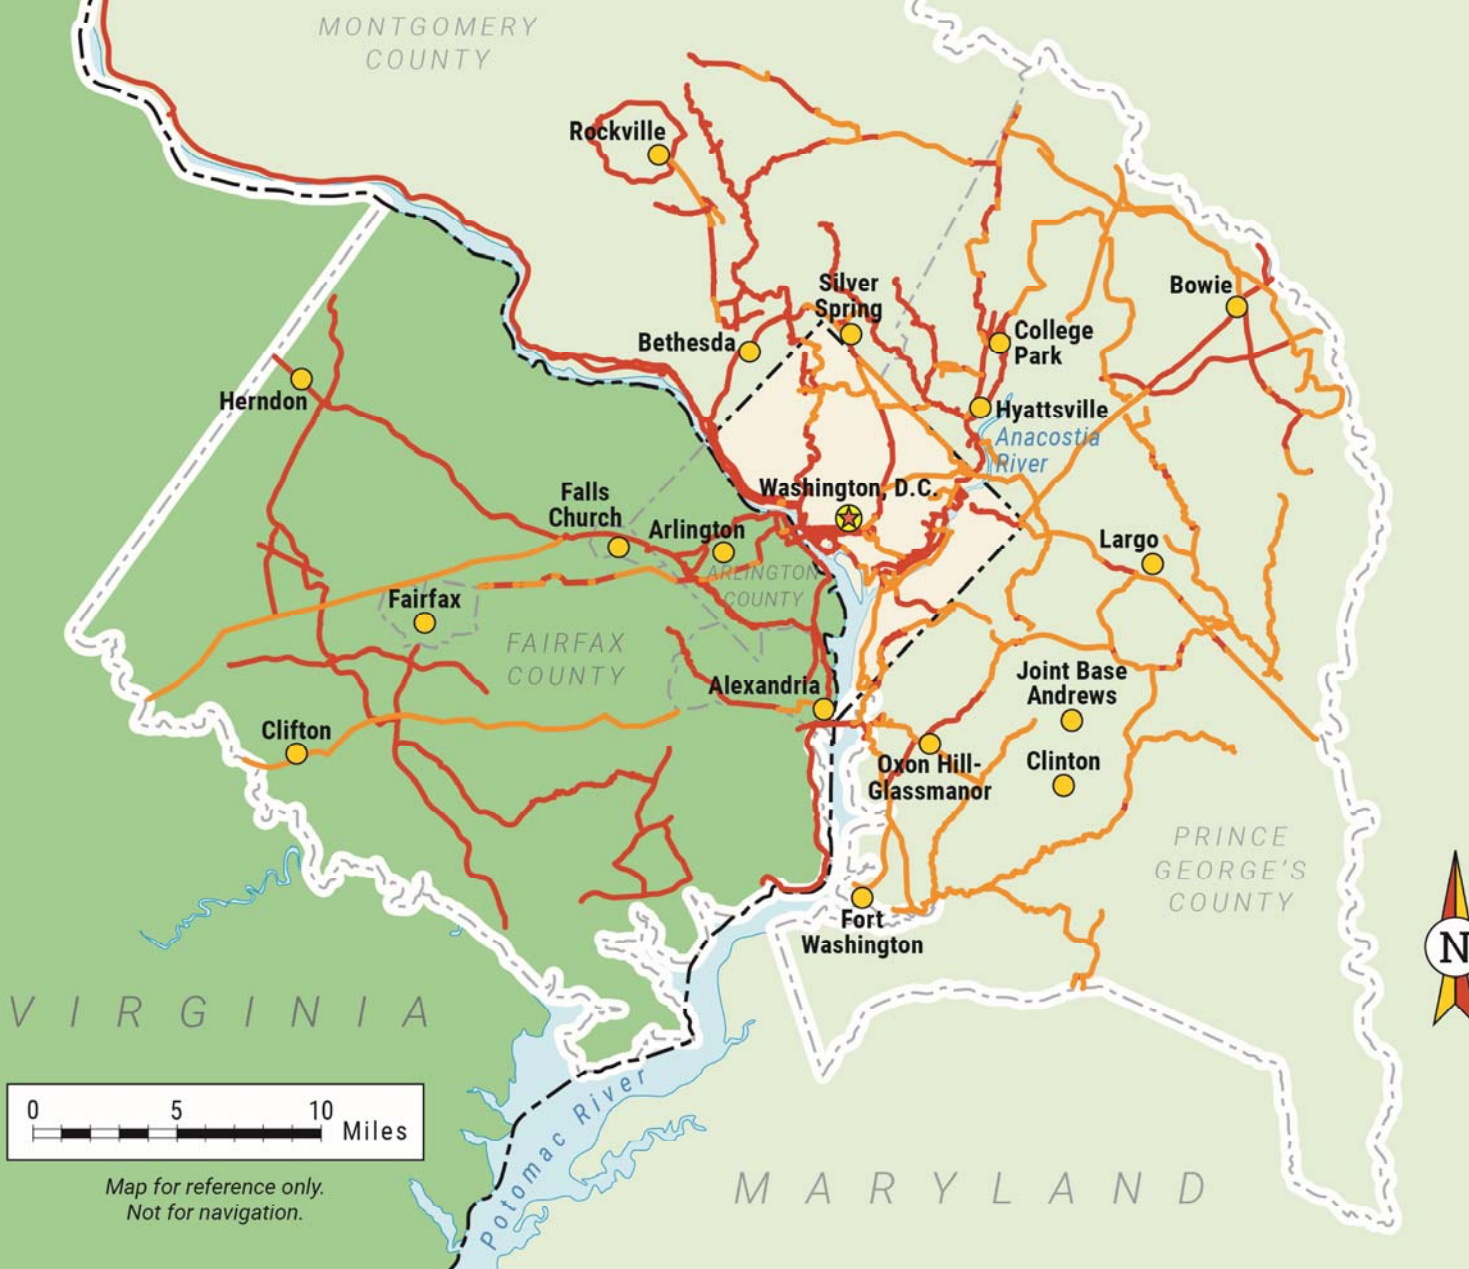 MONTGOMERY
COUNTY
Rockville
Silver
Spring
Bowie
Bethesda
College
Park
Herndon
Hyattsville
Anacostia
River
Falls
Church
Washington, D.C.
Arlington
Largo
ARLINGTON
COUNTY
Fairfax
FAIRFAX
COUNTY
Joint Base
Andrews
Alexandria
Clifton
Oxon Hill-
Glassmanor
Clinton
PRINCE
GEORGE'S
COUNTY
Fort
Washington
N
VIRGINIA
Potomac River
0 5 10 Miles
Map for reference only.
Not for navigation.
MARYLAND